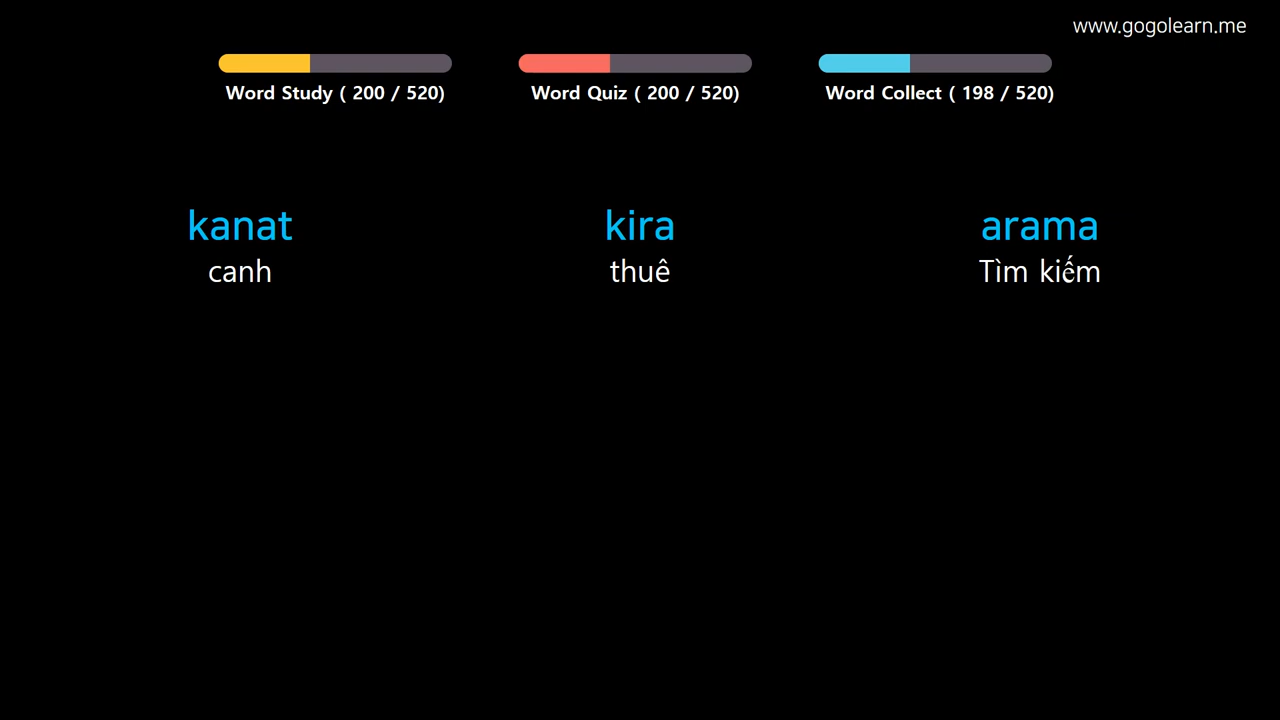 www.gogolearn.me
Word Study ( 200 / 520)
Word Quiz ( 200 / 520)
Word Collect ( 198 / 520)
kanat
canh
kira
thuê
arama
Tìm kiếm